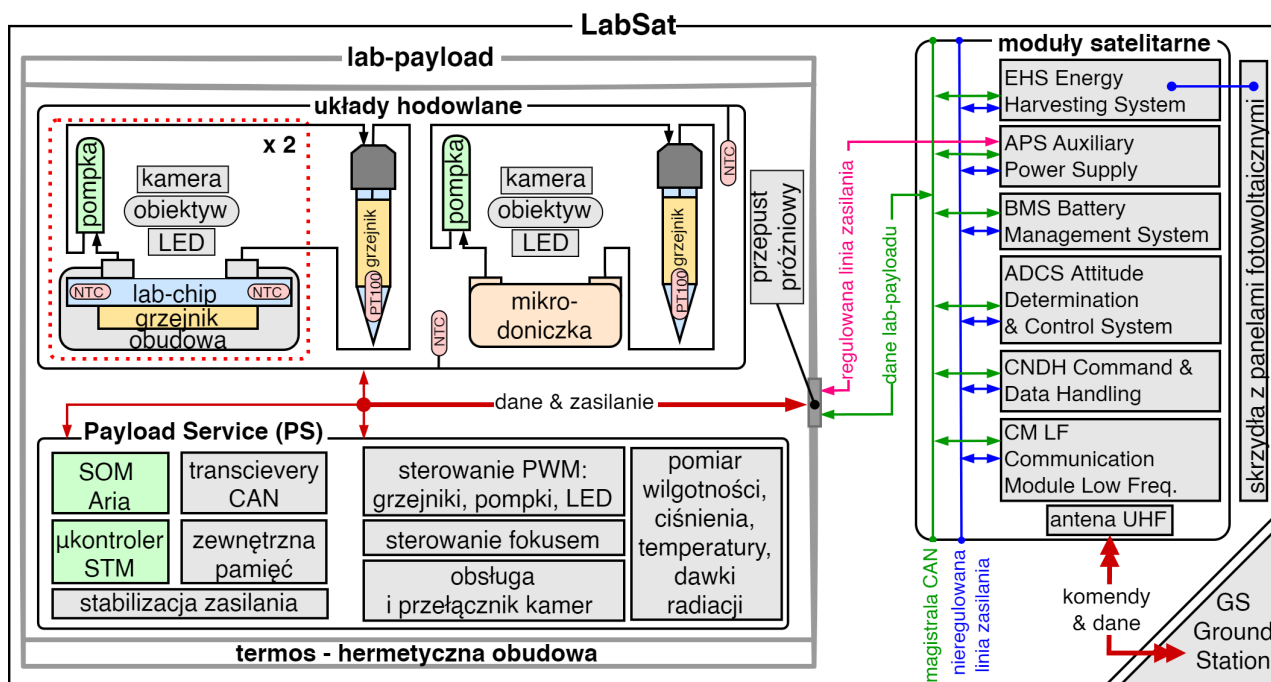 LabSat
lab-payload
układy hodowlane
x 2
pompka
kamera
obiektyw
LED
grzejnik
PT100
NTC
lab-chip
NTC
grzejnik
obudowa
pompka
kamera
obiektyw
LED
grzejnik
PT100
NTC
mikro-
doniczka
NTC
przepust
próżniowy
dane & zasilanie
Payload Service (PS)
SOM
Aria
transcievery
CAN
µkontroler
STM
zewnętrzna
pamięć
stabilizacja zasilania
sterowanie PWM:
grzejniki, pompki, LED
sterowanie fokusem
obsługa
i przełącznik kamer
pomiar
wilgotności,
ciśnienia,
temperatury,
dawki
radiacji
termos - hermetyczna obudowa
regulowana linia zasilania
dane lab-payloadu
moduły satelitarne
EHS Energy
Harvesting System
APS Auxiliary
Power Supply
BMS Battery
Management System
ADCS Attitude
Determination
& Control System
CNDH Command &
Data Handling
CM LF
Communication
Module Low Freq.
antena UHF
magistrala CAN
nieregulowana
linia zasilania
skrzydła z panelami fotowoltaicznymi
komendy
& dane
GS
Ground
Station